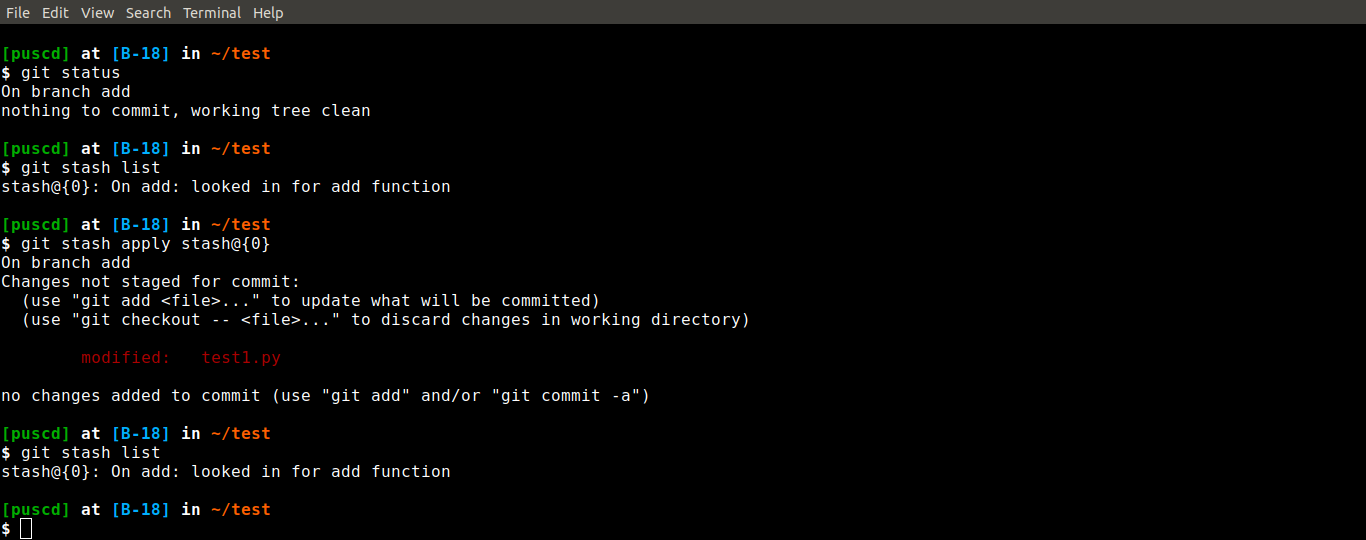 File Edit View Search Terminal Help
[puscd] at [B-18] in ~/test
$ git status
On branch add
nothing to commit, working tree clean
[puscd] at [B-18] in ~/test
$ git stash list
stash@{0}: On add: looked in for add function
[puscd] at [B-18] in ~/test
$ git stash apply stash@{0}
On branch add
Changes not staged for commit:
  (use "git add <file>..." to update what will be committed)
  (use "git checkout -- <file>..." to discard changes in working directory)
        modified:   test1.py
no changes added to commit (use "git add" and/or "git commit -a")
[puscd] at [B-18] in ~/test
$ git stash list
stash@{0}: On add: looked in for add function
[puscd] at [B-18] in ~/test
$